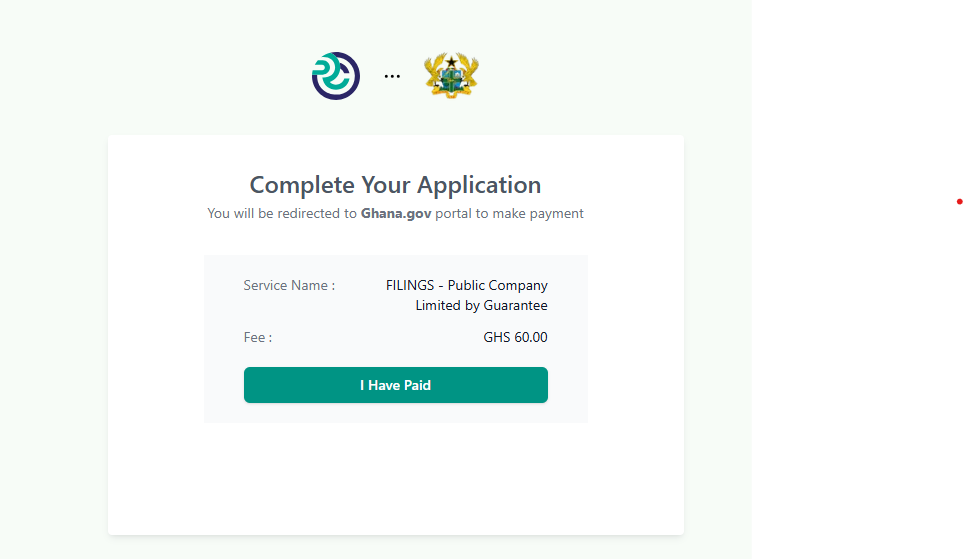 Complete Your Application
You will be redirected to Ghana.gov portal to make payment
Service Name :
FILINGS - Public Company
Limited by Guarantee
Fee :
GHS 60.00
I Have Paid